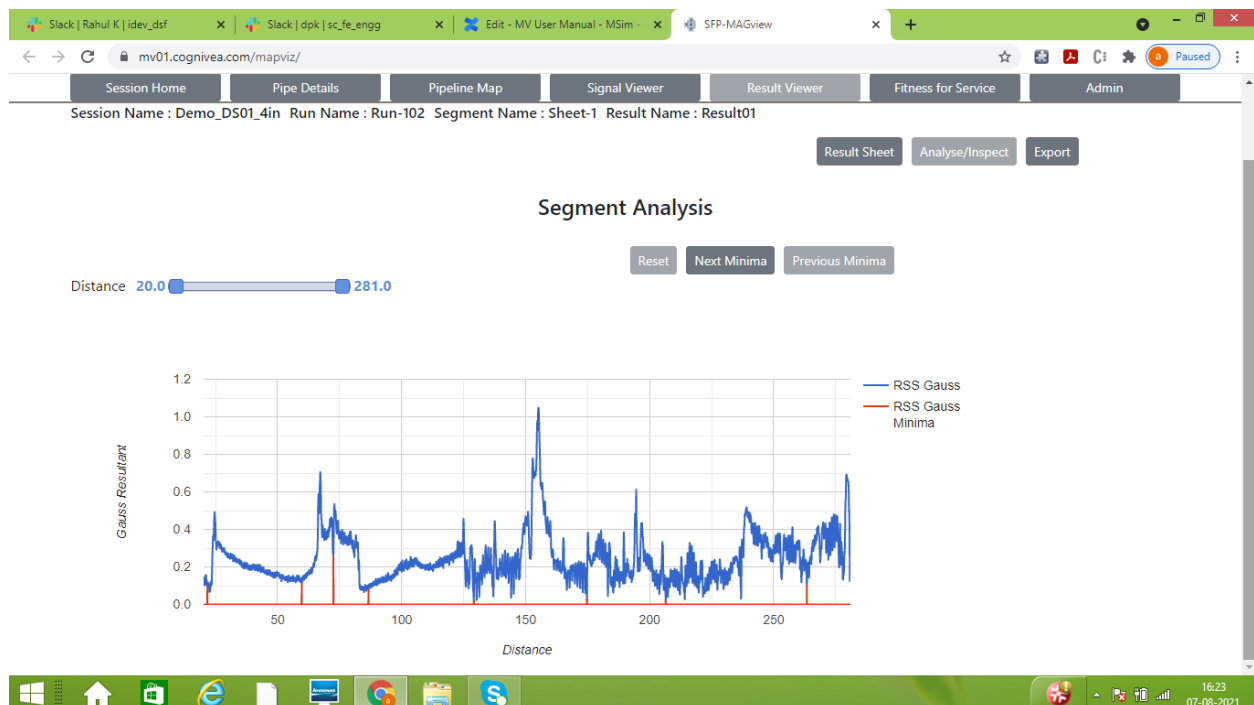 Slack | Rahul K | idev_dsf
Slack | dpk | sc_fe_engg
Edit - MV User Manual - MSim -
SFP-MAGview
mv01.cognivea.com/mapviz/
a Paused
Session Home Pipe Details Pipeline Map Signal Viewer Result Viewer Fitness for Service Admin
Session Name : Demo_DS01_4in Run Name : Run-102 Segment Name : Sheet-1 Result Name : Result01
Result Sheet Analyse/Inspect Export
Segment Analysis
Reset Next Minima Previous Minima
Distance 20.0 281.0
1.2
1.0
0.8
0.6
0.4
0.2
0.0
Gauss Resultant
50 100 150 200 250
Distance
RSS Gauss
RSS Gauss
Minima
lenovo
16:23
07-08-2021